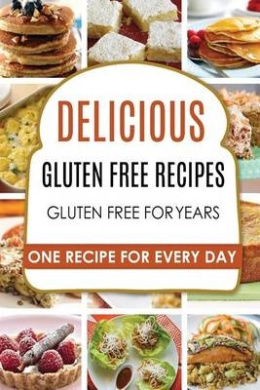 DELICIOUS
GLUTEN FREE RECIPES
GLUTEN FREE FOR YEARS
ONE RECIPE FOR EVERY DAY